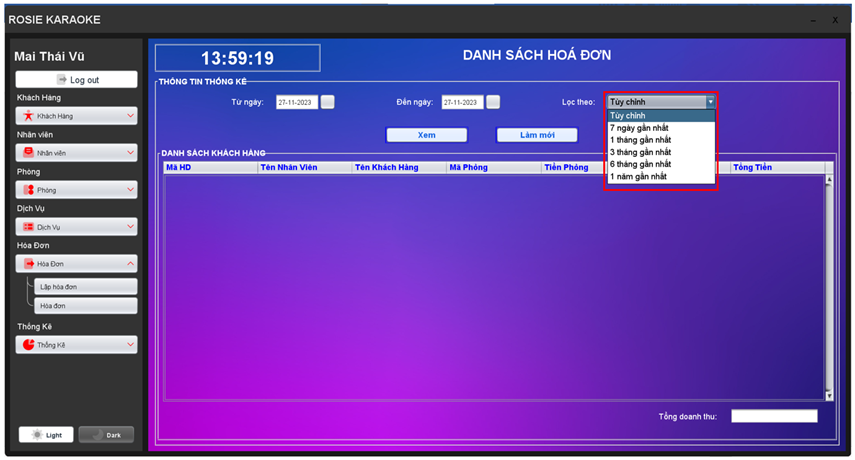 ROSIE KARAOKE
– X
Mai Thái Vũ
Log out
Khách Hàng
Khách Hàng
Nhân viên
Nhân viên
Phòng
Phòng
Dịch Vụ
Dịch Vụ
Hóa Đơn
Hóa Đơn
Lập hóa đơn
Hóa đơn
Thống Kê
Thống Kê
Light Dark
13:59:19
DANH SÁCH HOÁ ĐƠN
THÔNG TIN THỐNG KÊ
Từ ngày: 27-11-2023 Đến ngày: 27-11-2023 Lọc theo: Tùy chỉnh
Tùy chỉnh
7 ngày gần nhất
1 tháng gần nhất
3 tháng gần nhất
6 tháng gần nhất
1 năm gần nhất
Xem Làm mới
DANH SÁCH KHÁCH HÀNG
Mã HD Tên Nhân Viên Tên Khách Hàng Mã Phòng Tiền Phòng Tổng Tiền
Tổng doanh thu: